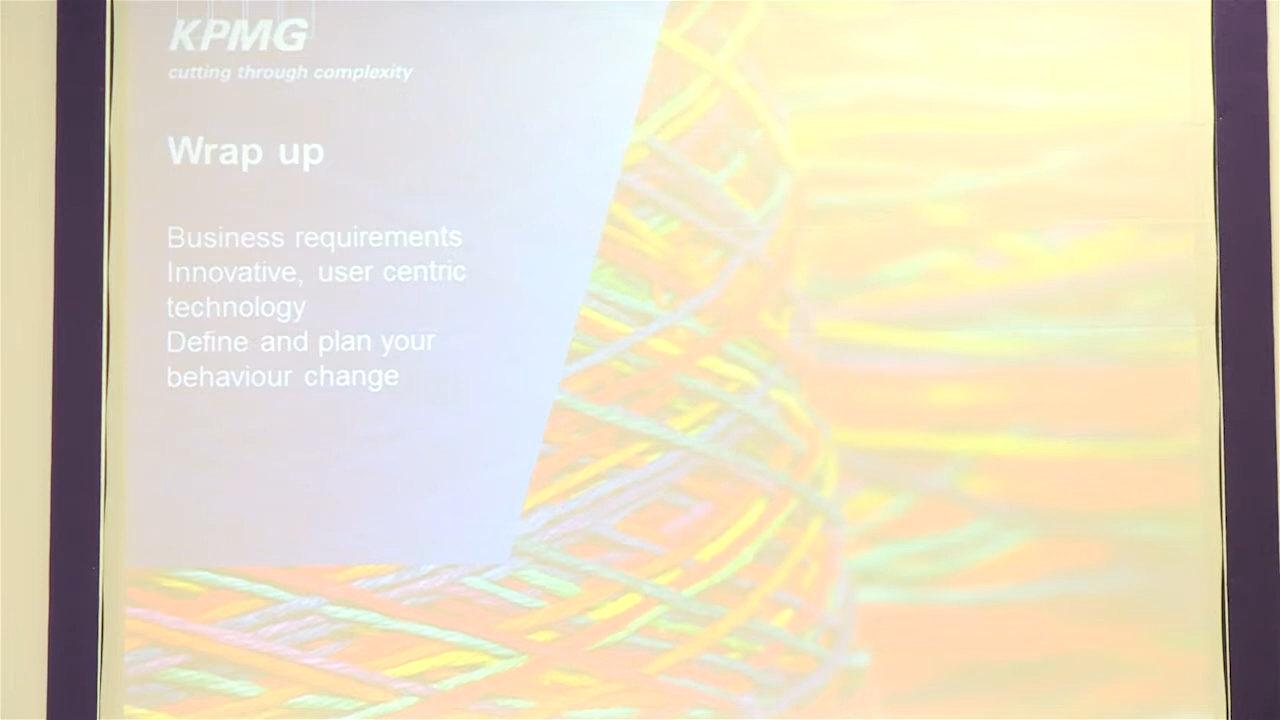 KPMG
cutting through complexity
Wrap up
Business requirements
Innovative, user centric
technology
Define and plan your
behaviour change